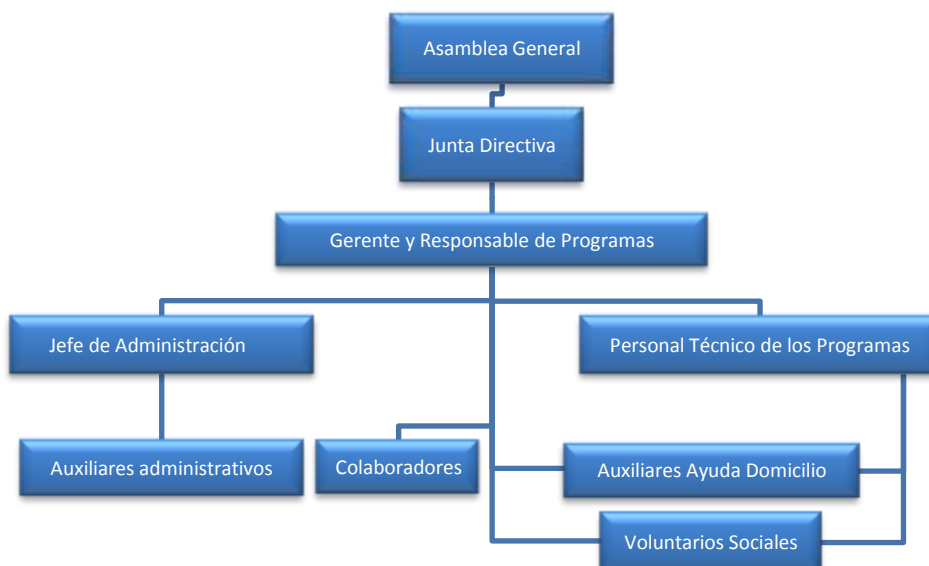 Asamblea General
Junta Directiva
Gerente y Responsable de Programas
Jefe de Administración
Personal Técnico de los Programas
Auxiliares administrativos
Colaboradores
Auxiliares Ayuda Domicilio
Voluntarios Sociales